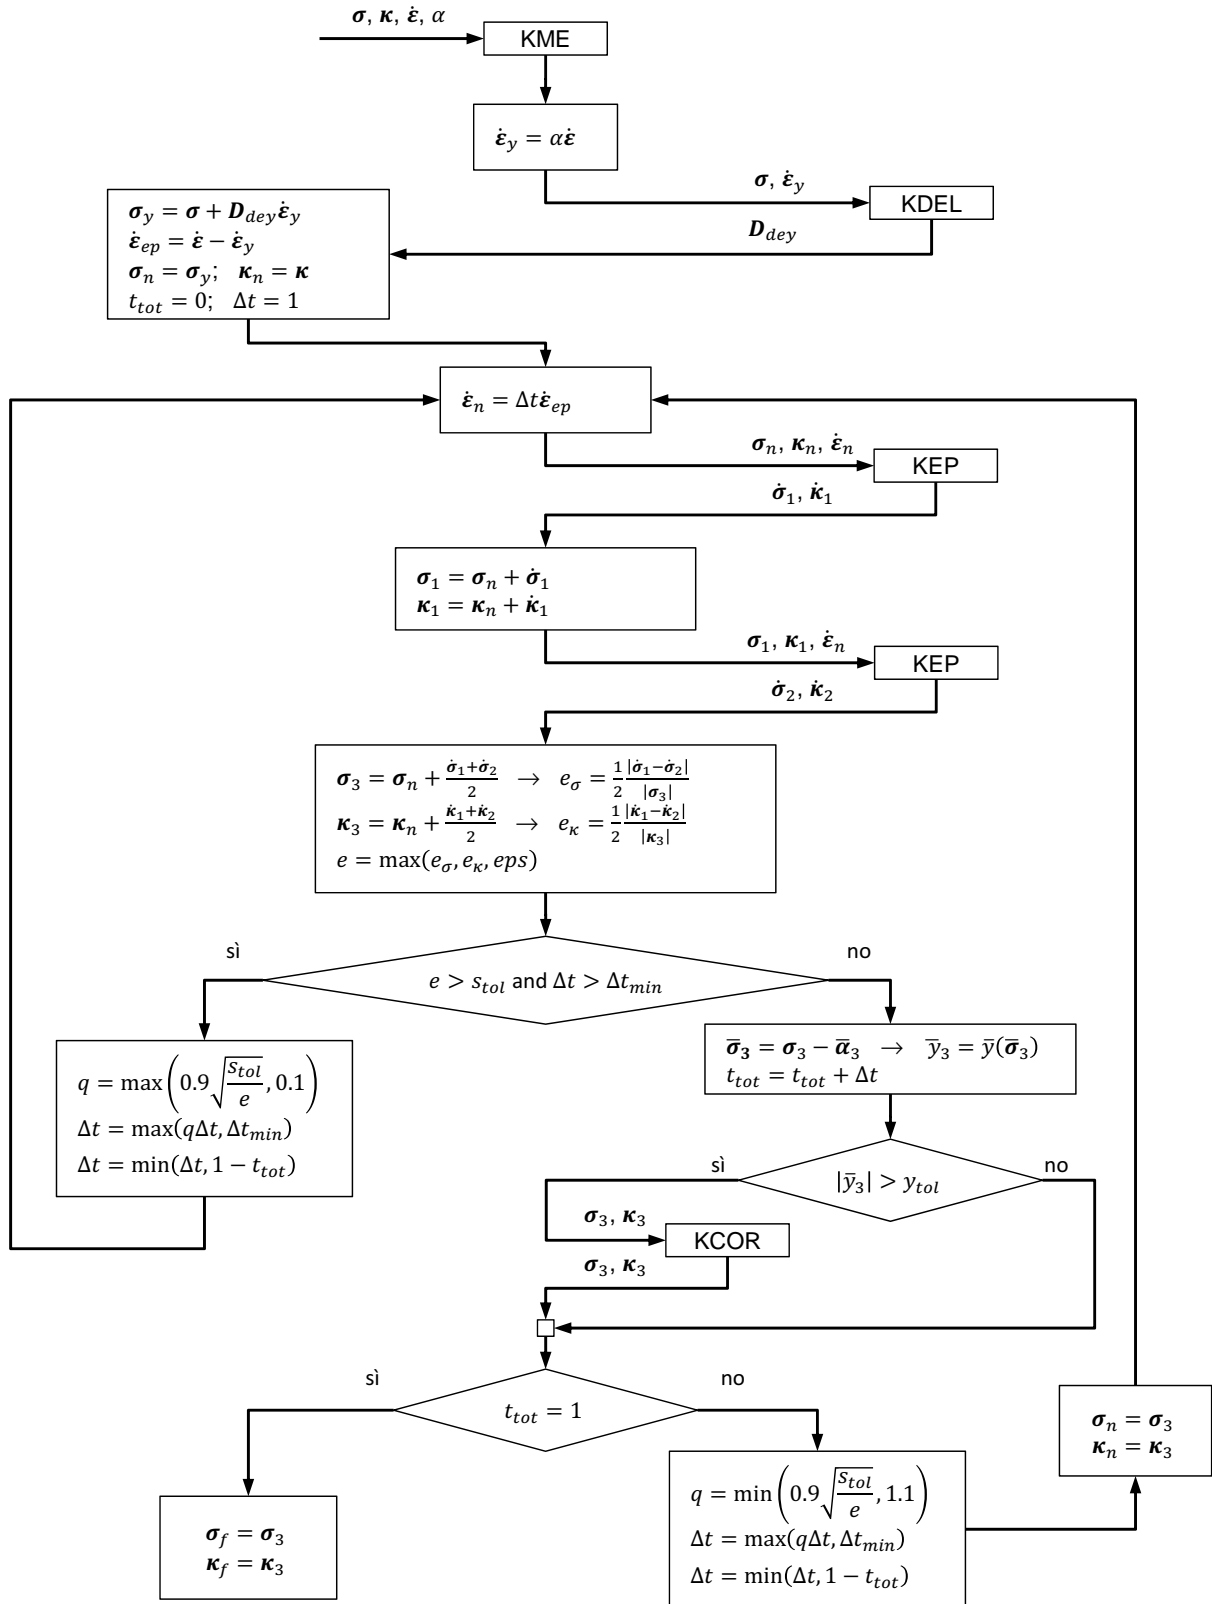 σ, κ, ε̇, α
KME
ε̇_y = αε̇
σ, ε̇_y
KDEL
D_dey
σ_y = σ + D_dey ε̇_y
ε̇_ep = ε̇ − ε̇_y
σ_n = σ_y; κ_n = κ
t_tot = 0; Δt = 1
ε̇_n = Δtε̇_ep
σ_n, κ_n, ε̇_n
KEP
σ̇_1, κ̇_1
σ_1 = σ_n + σ̇_1
κ_1 = κ_n + κ̇_1
σ_1, κ_1, ε̇_n
KEP
σ̇_2, κ̇_2
σ_3 = σ_n + (σ̇_1+σ̇_2)/2 → e_σ = 1/2 |σ̇_1−σ̇_2|/|σ_3|
κ_3 = κ_n + (κ̇_1+κ̇_2)/2 → e_κ = 1/2 |κ̇_1−κ̇_2|/|κ_3|
e = max(e_σ, e_κ, eps)
sì
no
e > s_tol and Δt > Δt_min
σ̅_3 = σ_3 − α̅_3 → y̅_3 = y̅(σ̅_3)
t_tot = t_tot + Δt
q = max(0.9√(s_tol/e), 0.1)
Δt = max(qΔt, Δt_min)
Δt = min(Δt, 1 − t_tot)
sì
no
|y̅_3| > y_tol
σ_3, κ_3
KCOR
σ_3, κ_3
sì
no
t_tot = 1
σ_n = σ_3
κ_n = κ_3
q = min(0.9√(s_tol/e), 1.1)
Δt = max(qΔt, Δt_min)
Δt = min(Δt, 1 − t_tot)
σ_f = σ_3
κ_f = κ_3